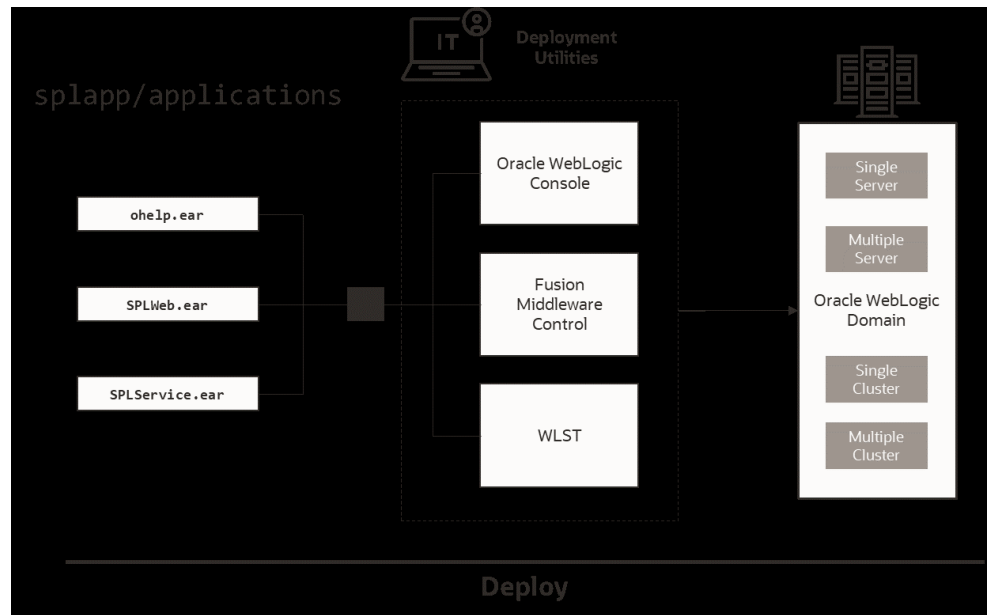 IT
Deployment
Utilities
splapp/applications
ohelp.ear
SPLWeb.ear
SPLService.ear
Oracle WebLogic
Console
Fusion
Middleware
Control
WLST
Single
Server
Multiple
Server
Oracle WebLogic
Domain
Single
Cluster
Multiple
Cluster
Deploy